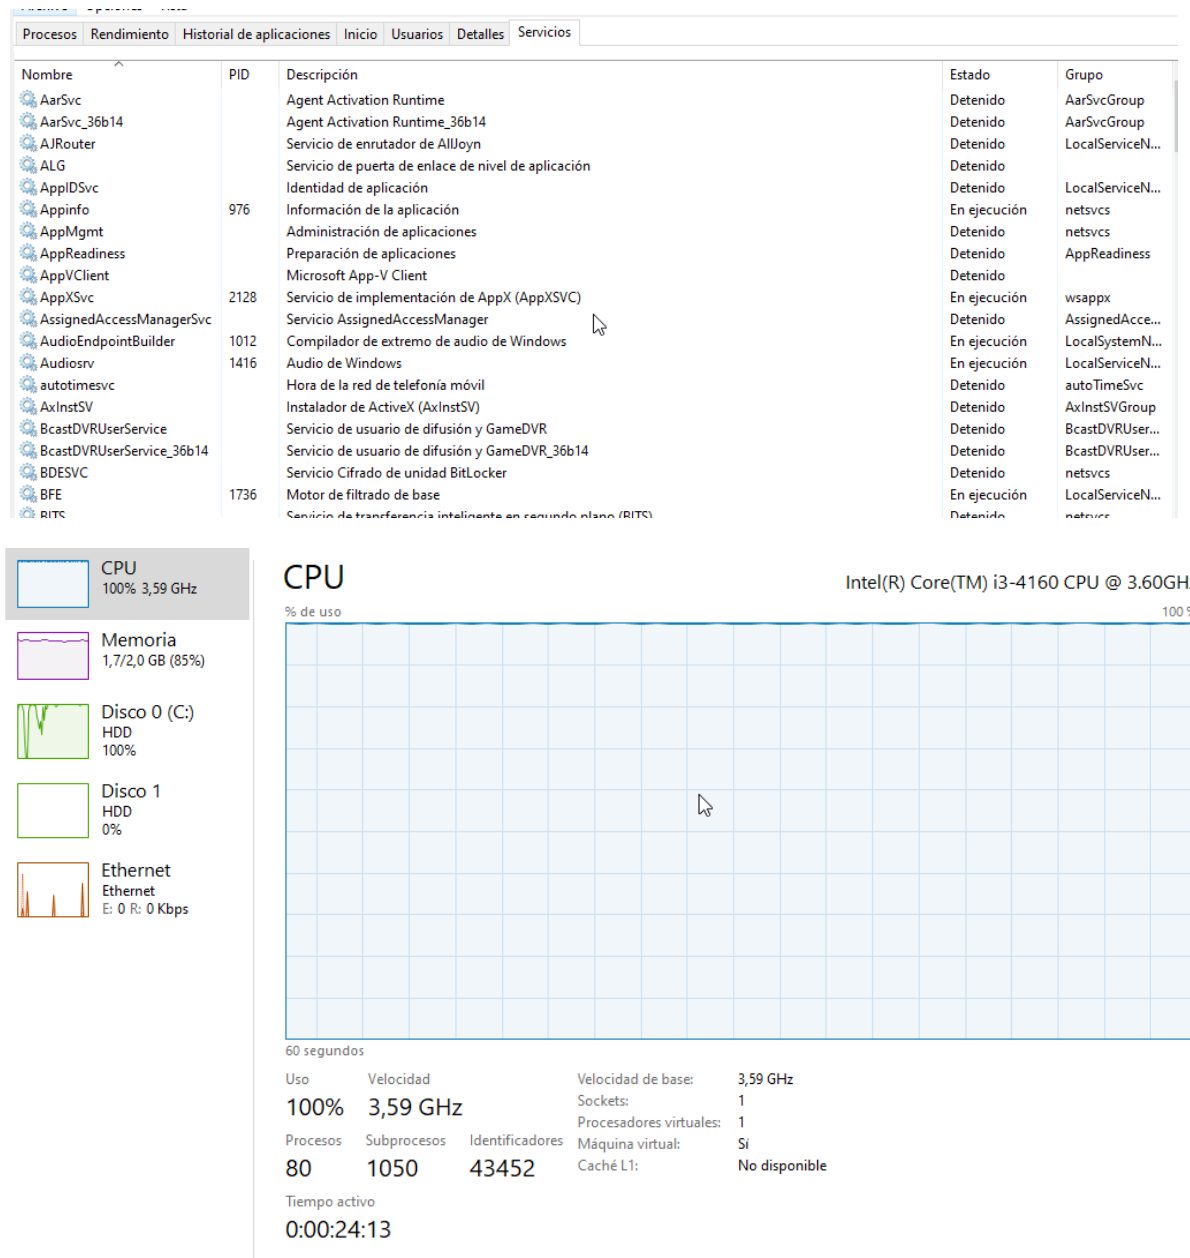 Procesos Rendimiento Historial de aplicaciones Inicio Usuarios Detalles Servicios
Nombre PID Descripción Estado Grupo
AarSvc Agent Activation Runtime Detenido AarSvcGroup
AarSvc_36b14 Agent Activation Runtime_36b14 Detenido AarSvcGroup
AJRouter Servicio de enrutador de AllJoyn Detenido LocalServiceN...
ALG Servicio de puerta de enlace de nivel de aplicación Detenido
AppIDSvc Identidad de aplicación Detenido LocalServiceN...
Appinfo 976 Información de la aplicación En ejecución netsvcs
AppMgmt Administración de aplicaciones Detenido netsvcs
AppReadiness Preparación de aplicaciones Detenido AppReadiness
AppVClient Microsoft App-V Client Detenido
AppXSvc 2128 Servicio de implementación de AppX (AppXSVC) En ejecución wsappx
AssignedAccessManagerSvc Servicio AssignedAccessManager Detenido AssignedAcce...
AudioEndpointBuilder 1012 Compilador de extremo de audio de Windows En ejecución LocalSystemN...
Audiosrv 1416 Audio de Windows En ejecución LocalServiceN...
autotimesvc Hora de la red de telefonía móvil Detenido autoTimeSvc
AxInstSV Instalador de ActiveX (AxInstSV) Detenido AxInstSVGroup
BcastDVRUserService Servicio de usuario de difusión y GameDVR Detenido BcastDVRUser...
BcastDVRUserService_36b14 Servicio de usuario de difusión y GameDVR_36b14 Detenido BcastDVRUser...
BDESVC Servicio Cifrado de unidad BitLocker Detenido netsvcs
BFE 1736 Motor de filtrado de base En ejecución LocalServiceN...
BITS Servicio de transferencia inteligente en segundo plano (BITS) Detenido netsvcs
CPU
100% 3,59 GHz
Memoria
1,7/2,0 GB (85%)
Disco 0 (C:)
HDD
100%
Disco 1
HDD
0%
Ethernet
Ethernet
E: 0 R: 0 Kbps
CPU Intel(R) Core(TM) i3-4160 CPU @ 3.60GH
% de uso 100 %
60 segundos
Uso Velocidad
100% 3,59 GHz
Procesos Subprocesos Identificadores
80 1050 43452
Tiempo activo
0:00:24:13
Velocidad de base: 3,59 GHz
Sockets: 1
Procesadores virtuales: 1
Máquina virtual: Sí
Caché L1: No disponible